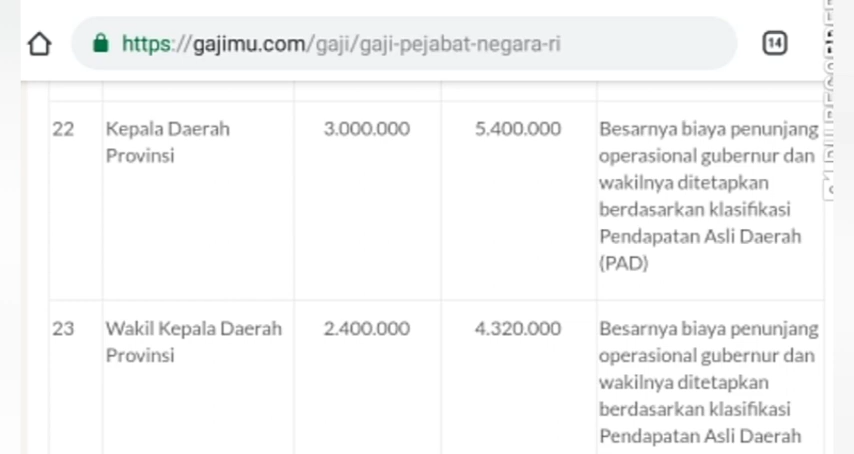 https://gajimu.com/gaji/gaji-pejabat-negara-ri
14
22 Kepala Daerah 3.000.000 5.400.000 Besarnya biaya penunjang
Provinsi operasional gubernur dan
wakilnya ditetapkan
berdasarkan klasifikasi
Pendapatan Asli Daerah
(PAD)
23 Wakil Kepala Daerah 2.400.000 4.320.000 Besarnya biaya penunjang
Provinsi operasional gubernur dan
wakilnya ditetapkan
berdasarkan klasifikasi
Pendapatan Asli Daerah